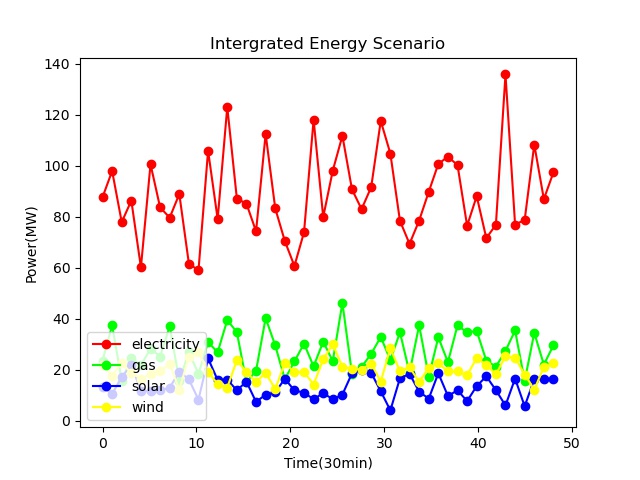 Intergrated Energy Scenario
Power(MW)
140
120
100
80
60
40
20
0
electricity
gas
solar
wind
0 10 20 30 40 50
Time(30min)